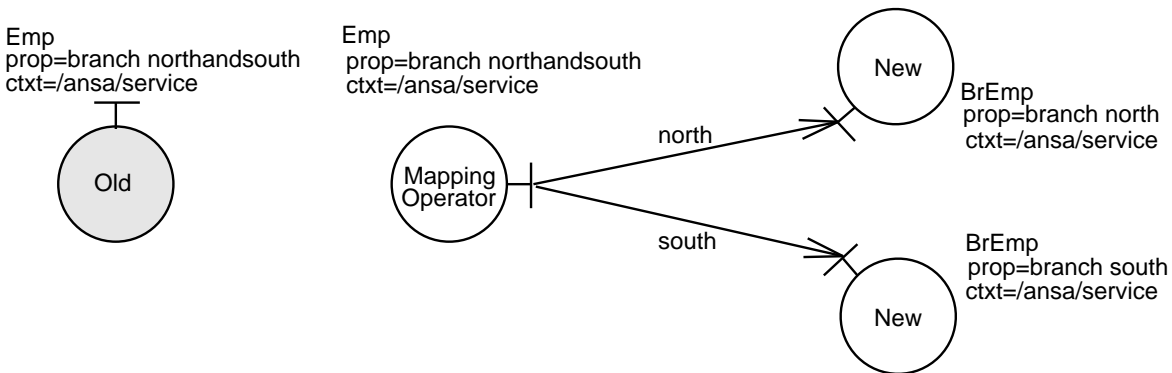 Emp
prop=branch northandsouth
ctxt=/ansa/service
Old
Emp
prop=branch northandsouth
ctxt=/ansa/service
Mapping
Operator
north
south
New
BrEmp
prop=branch north
ctxt=/ansa/service
BrEmp
prop=branch south
ctxt=/ansa/service
New